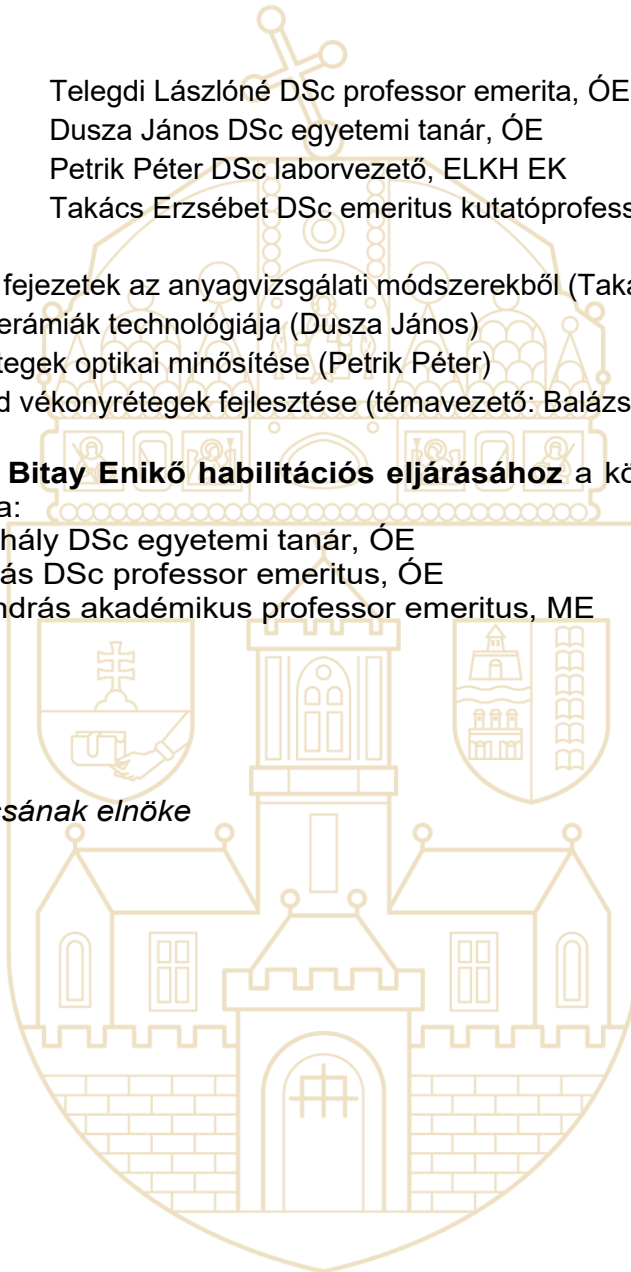 Telegdi Lászlóné DSc professor emerita, ÓE
Dusza János DSc egyetemi tanár, ÓE
Petrik Péter DSc laborvezető, ELKH EK
Takács Erzsébet DSc emeritus kutatóprofess
fejezetek az anyagvizsgálati módszerekből (Taka
erámiák technológiája (Dusza János)
tegek optikai minősítése (Petrik Péter)
d vékonyrétegek fejlesztése (témavezető: Balázs
Bitay Enikő habilitációs eljárásához a kö
a:
hály DSc egyetemi tanár, ÓE
ás DSc professor emeritus, ÓE
ndrás akadémikus professor emeritus, ME
sának elnöke